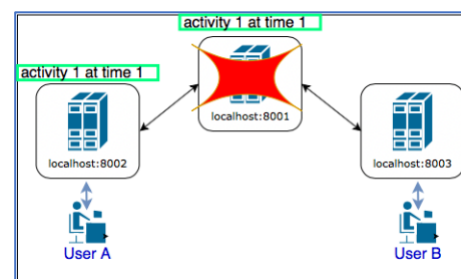 activity 1 at time 1
activity 1 at time 1
localhost:8001
localhost:8002
localhost:8003
User A
User B